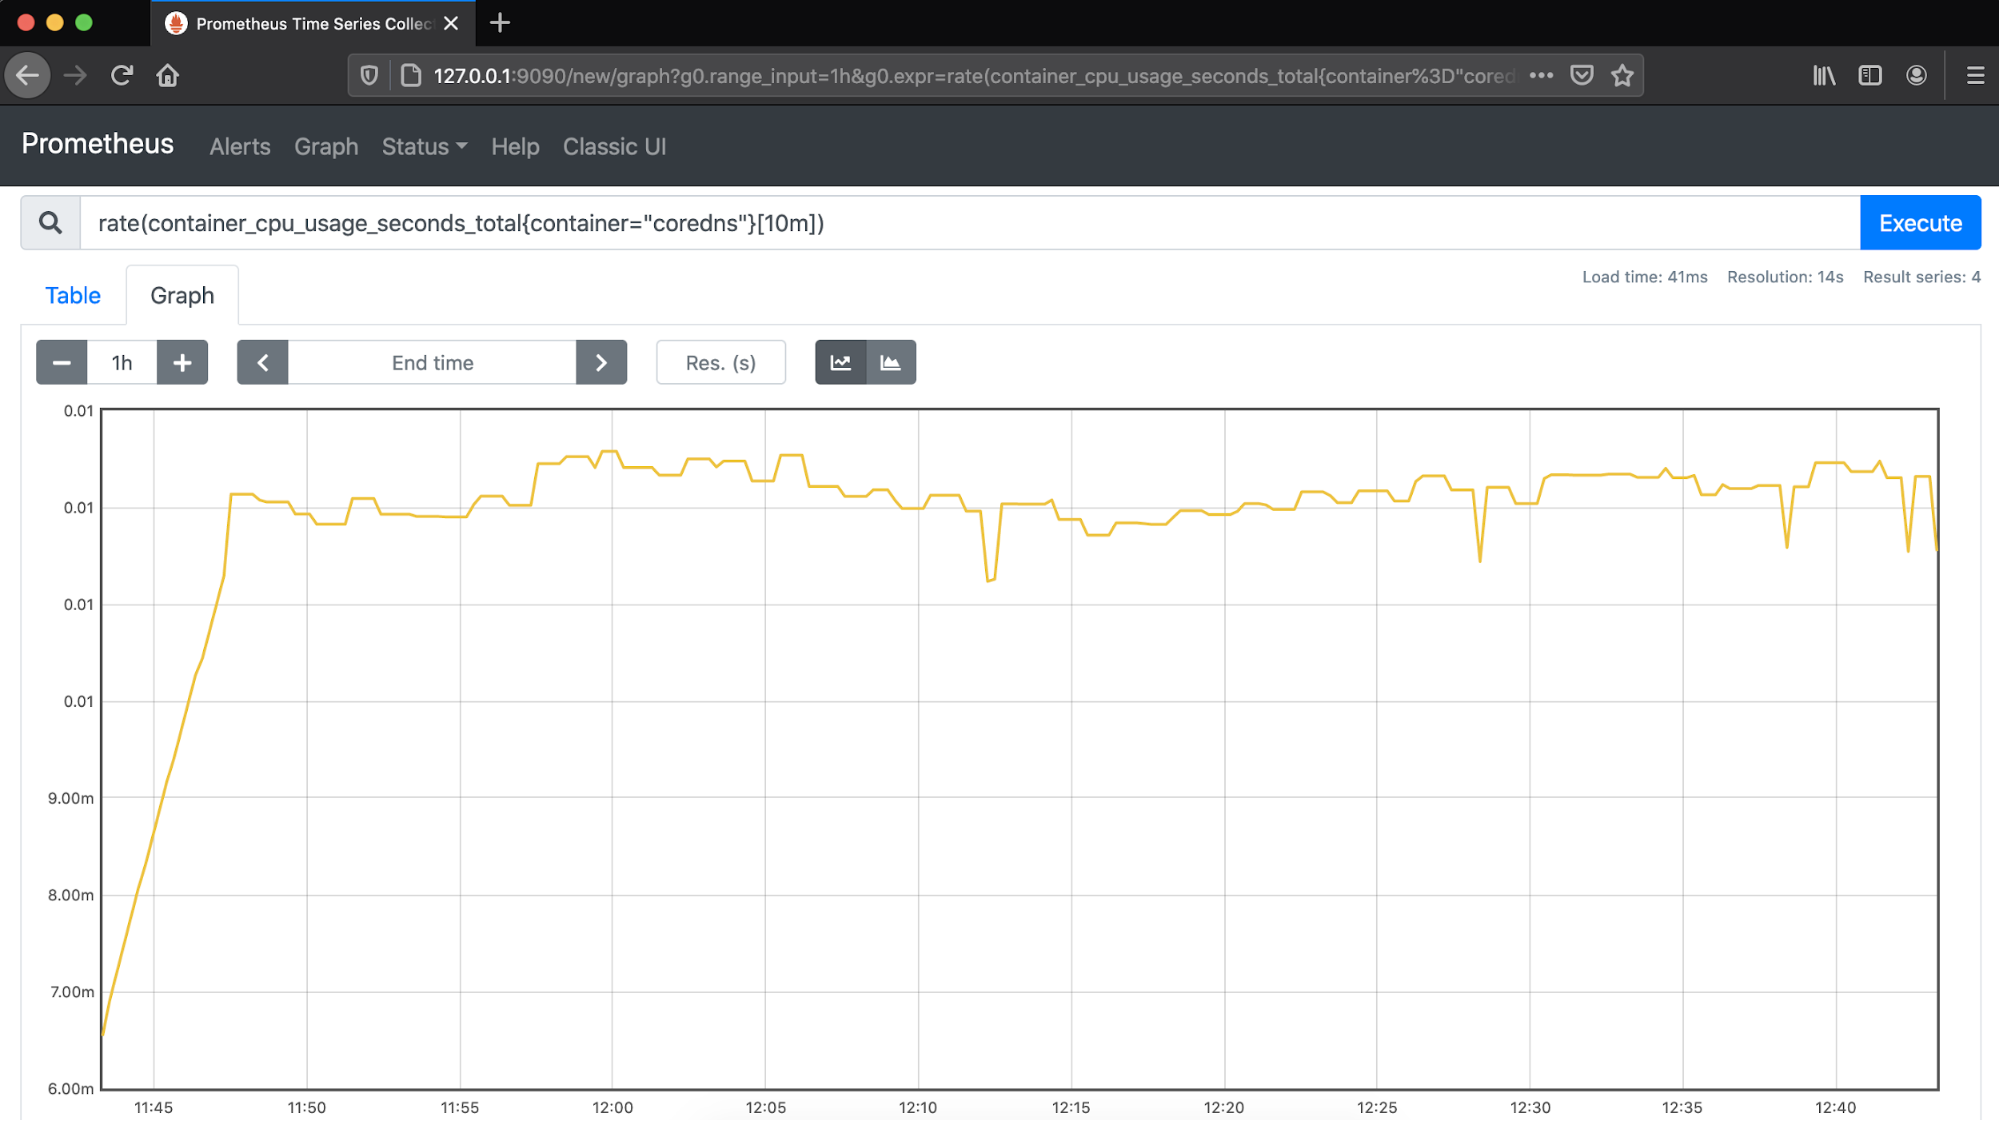 Prometheus Time Series Collec
127.0.0.1:9090/new/graph?g0.range_input=1h&g0.expr=rate(container_cpu_usage_seconds_total{container%3D"cored
Prometheus Alerts Graph Status Help Classic UI
rate(container_cpu_usage_seconds_total{container="coredns"}[10m]) Execute
Load time: 41ms Resolution: 14s Result series: 4
Table Graph
1h End time Res. (s)
0.01
0.01
0.01
0.01
9.00m
8.00m
7.00m
6.00m
11:45 11:50 11:55 12:00 12:05 12:10 12:15 12:20 12:25 12:30 12:35 12:40